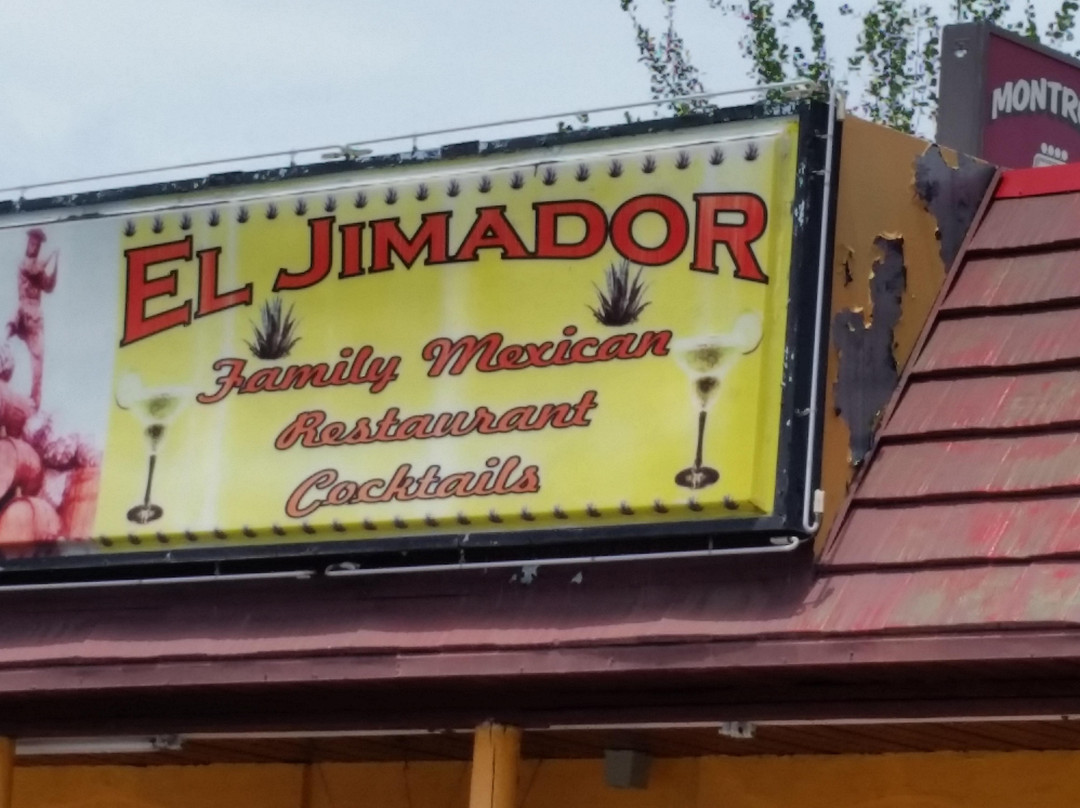 EL JIMADOR
Family Mexican
Restaurant
Cocktails